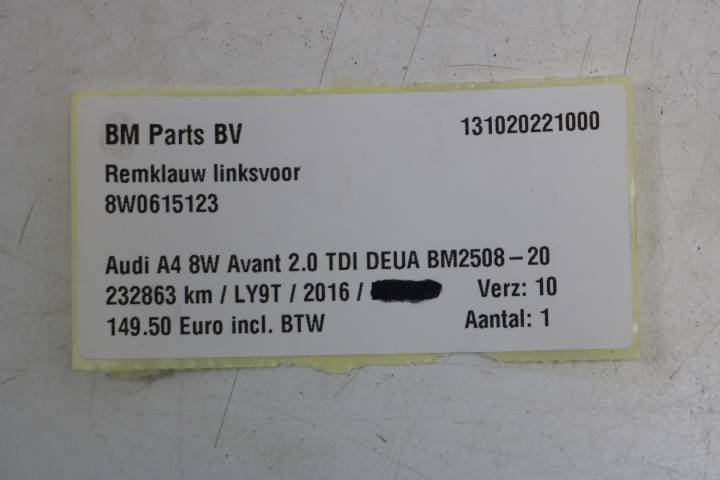 BM Parts BV 131020221000
Remklauw linksvoor
8W0615123
Audi A4 8W Avant 2.0 TDI DEUA BM2508-20
232863 km / LY9T / 2016 / Verz: 10
149.50 Euro incl. BTW Aantal: 1